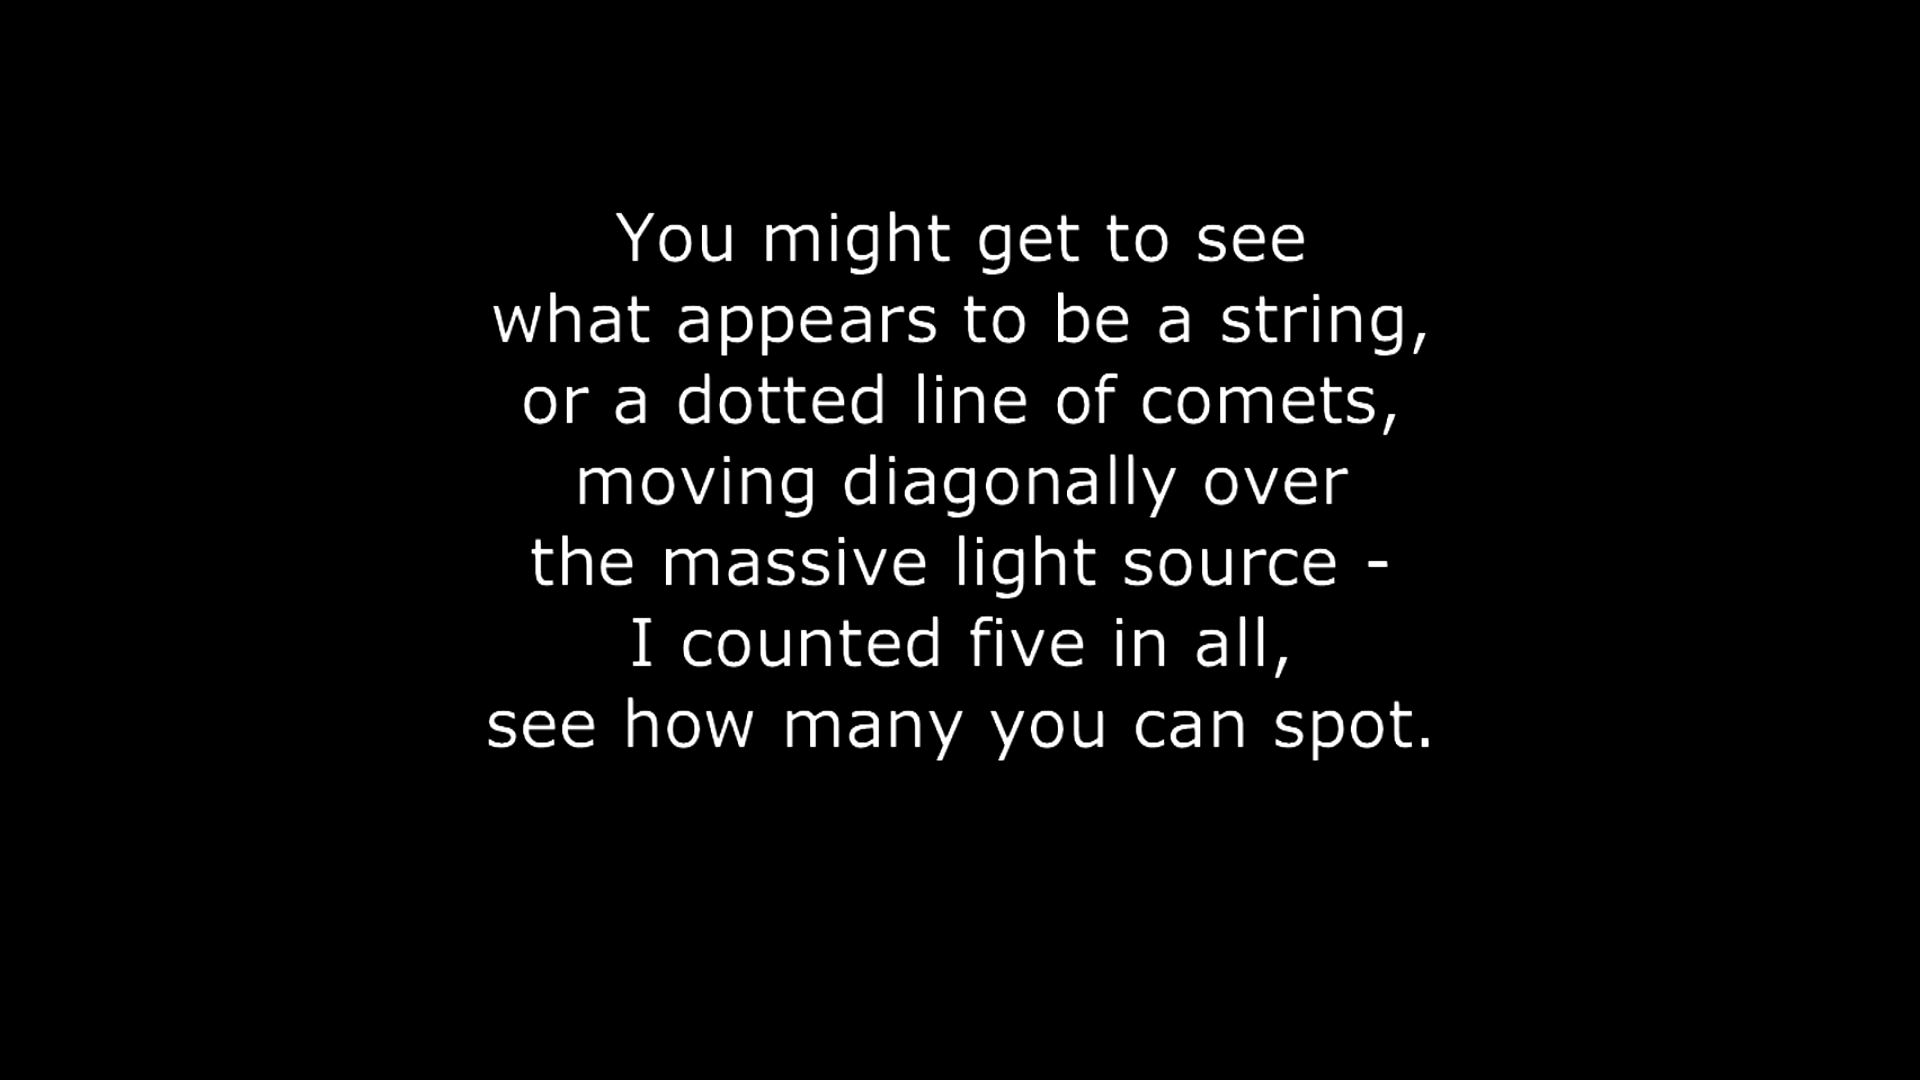 You might get to see
what appears to be a string,
or a dotted line of comets,
moving diagonally over
the massive light source -
I counted five in all,
see how many you can spot.